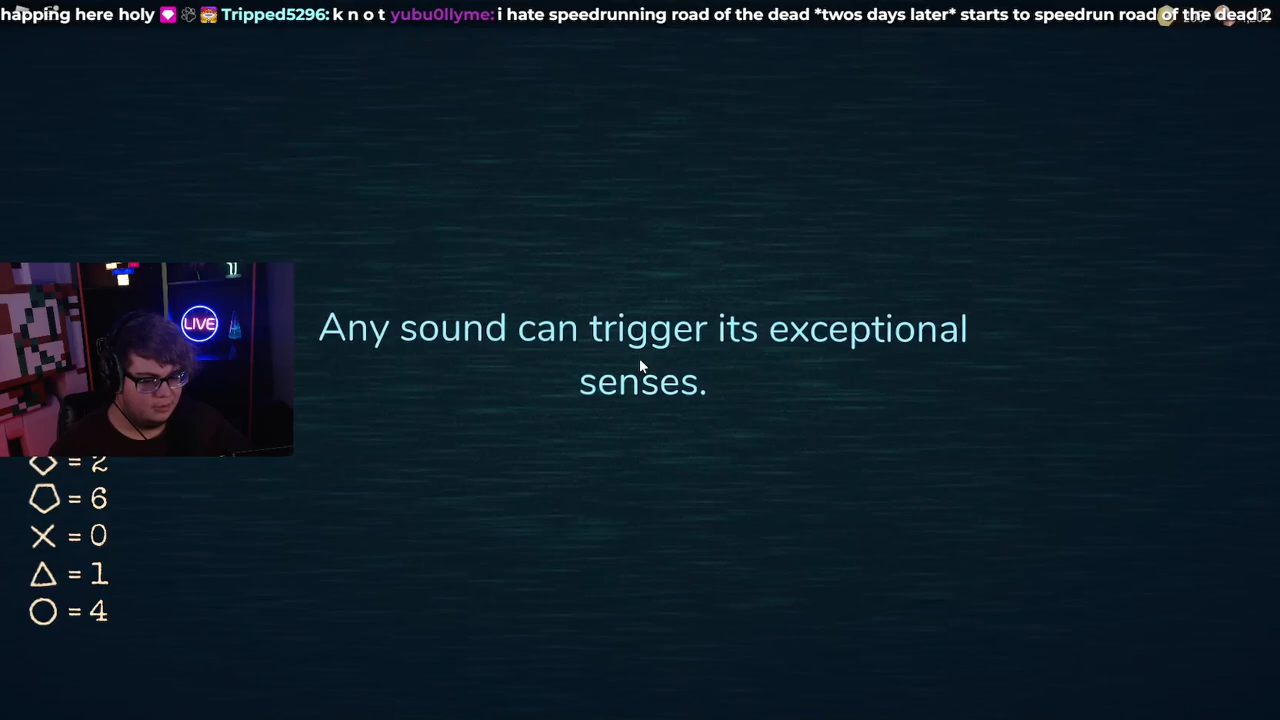 happing here holy Tripped5296: k n o t yubu0llyme: i hate speedrunning road of the dead *twos days later* starts to speedrun road of the dead 2
LIVE
Any sound can trigger its exceptional
senses.
◇ = 2
⬠ = 6
X = 0
△ = 1
○ = 4